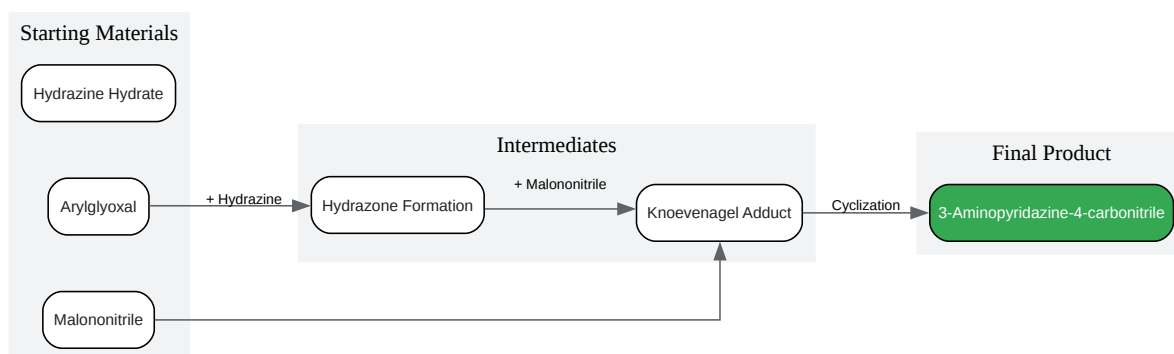 Starting Materials
Hydrazine Hydrate
Arylglyoxal
Malononitrile
+ Hydrazine
Intermediates
Hydrazone Formation
+ Malononitrile
Knoevenagel Adduct
Cyclization
Final Product
3-Aminopyridazine-4-carbonitrile